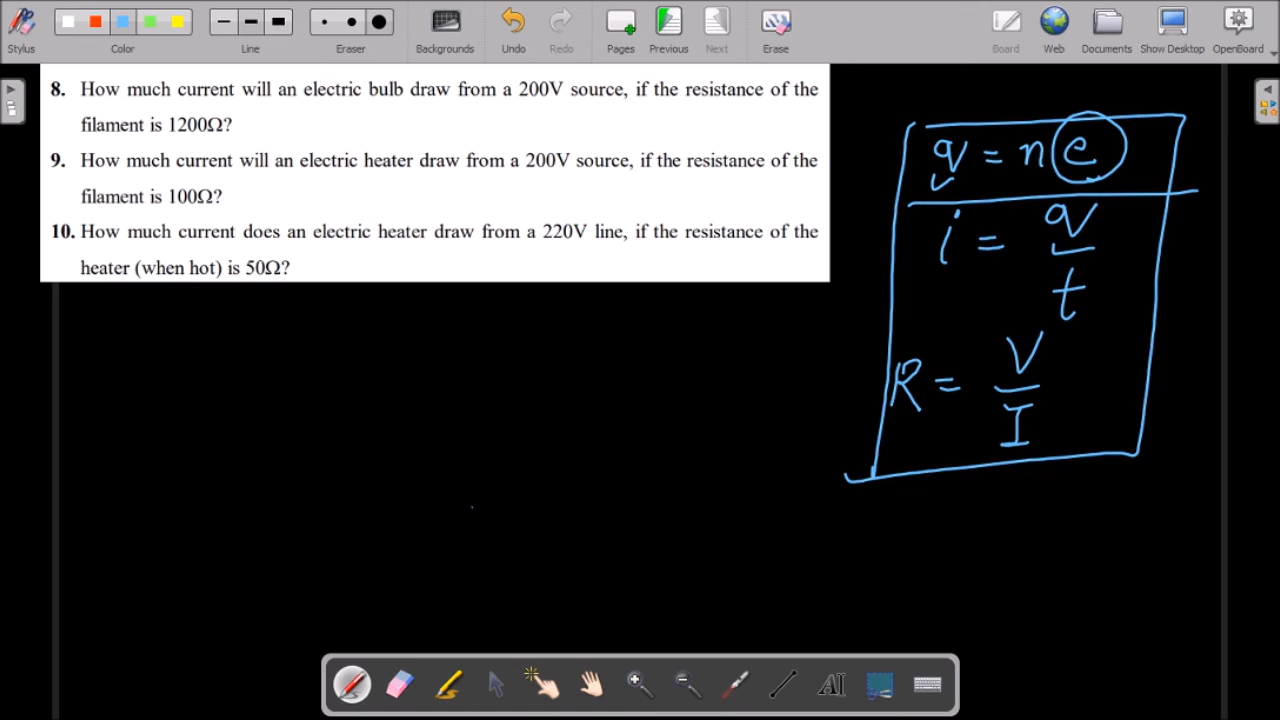 Stylus
Color
Line
Eraser
Backgrounds
Undo
Redo
Pages
Previous
Next
Erase
Board
Web
Documents
Show Desktop
OpenBoard
8. How much current will an electric bulb draw from a 200V source, if the resistance of the
filament is 1200Ω?
9. How much current will an electric heater draw from a 200V source, if the resistance of the
filament is 100Ω?
10. How much current does an electric heater draw from a 220V line, if the resistance of the
heater (when hot) is 50Ω?
q = n e
i = q
t
R = V
I
AI